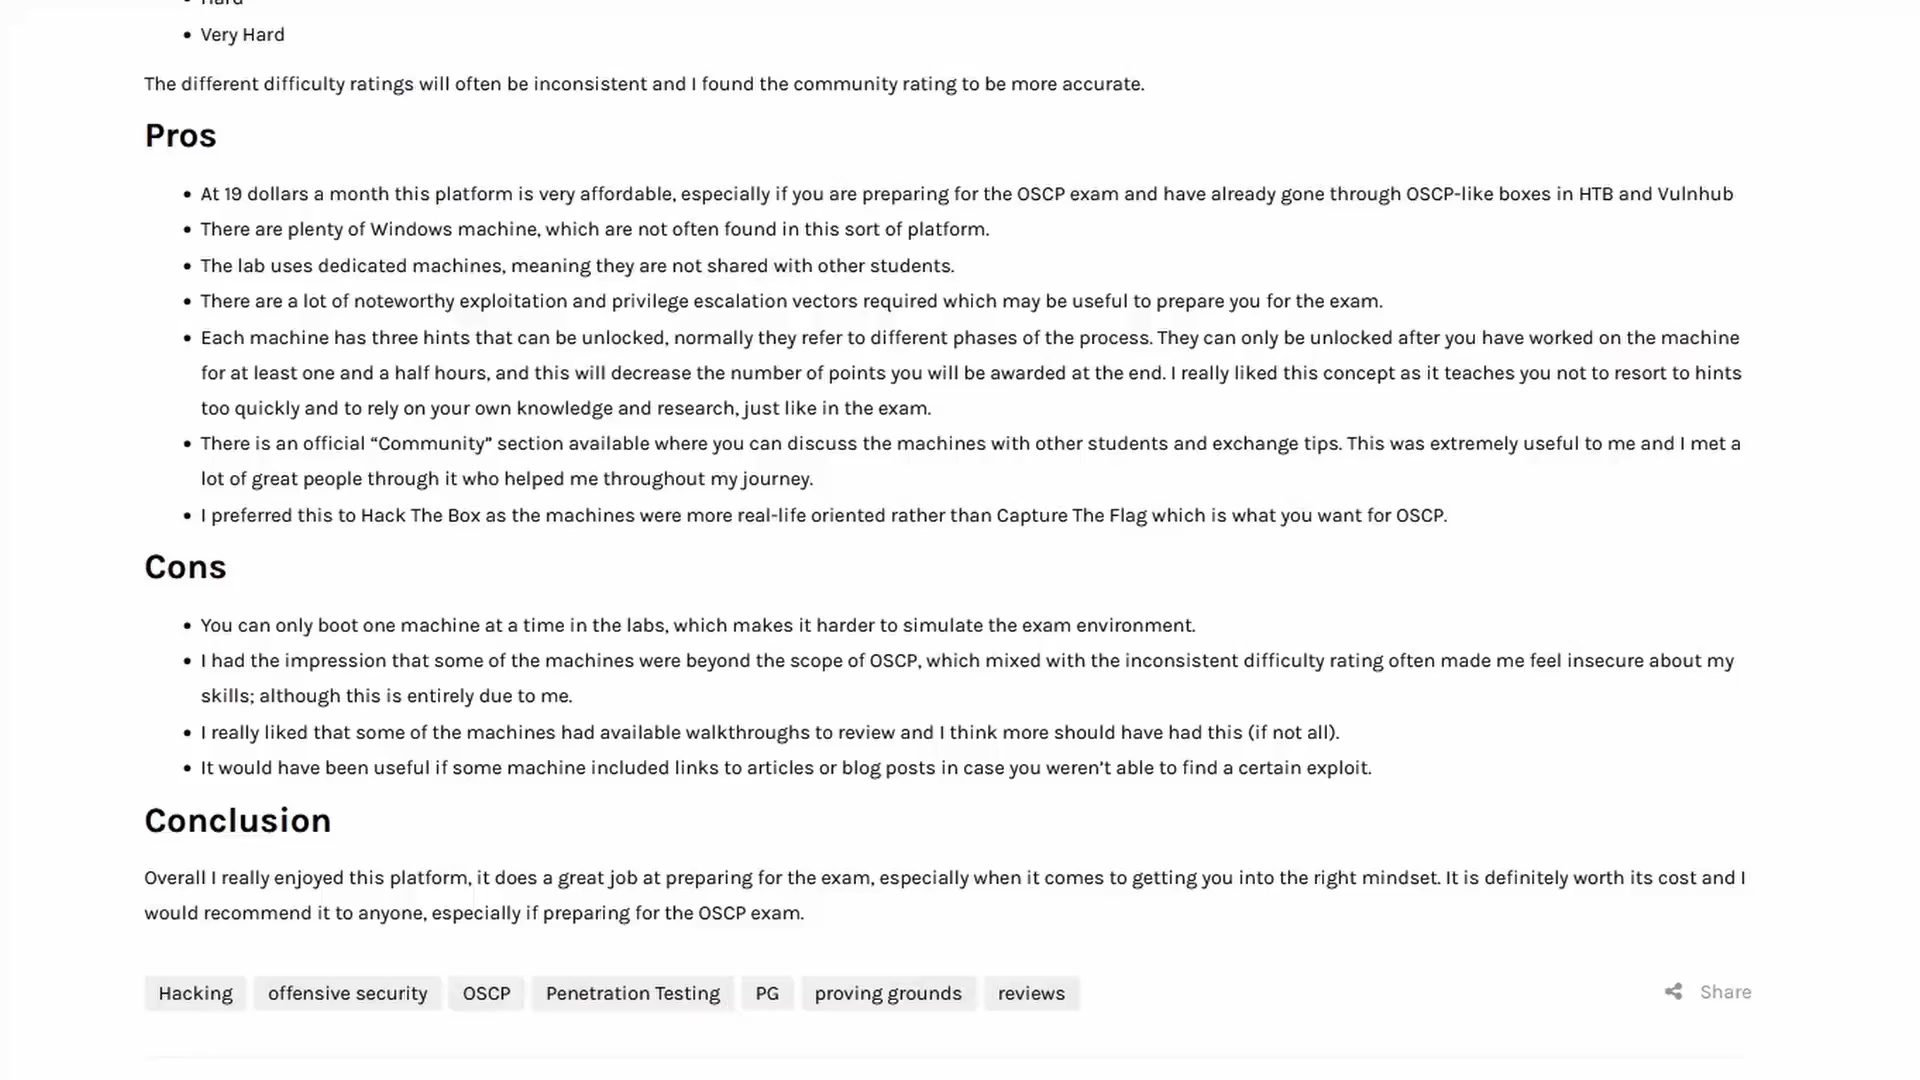 Hard
Very Hard
The different difficulty ratings will often be inconsistent and I found the community rating to be more accurate.
Pros
At 19 dollars a month this platform is very affordable, especially if you are preparing for the OSCP exam and have already gone through OSCP-like boxes in HTB and Vulnhub
There are plenty of Windows machine, which are not often found in this sort of platform.
The lab uses dedicated machines, meaning they are not shared with other students.
There are a lot of noteworthy exploitation and privilege escalation vectors required which may be useful to prepare you for the exam.
Each machine has three hints that can be unlocked, normally they refer to different phases of the process. They can only be unlocked after you have worked on the machine
for at least one and a half hours, and this will decrease the number of points you will be awarded at the end. I really liked this concept as it teaches you not to resort to hints
too quickly and to rely on your own knowledge and research, just like in the exam.
There is an official “Community” section available where you can discuss the machines with other students and exchange tips. This was extremely useful to me and I met a
lot of great people through it who helped me throughout my journey.
I preferred this to Hack The Box as the machines were more real-life oriented rather than Capture The Flag which is what you want for OSCP.
Cons
You can only boot one machine at a time in the labs, which makes it harder to simulate the exam environment.
I had the impression that some of the machines were beyond the scope of OSCP, which mixed with the inconsistent difficulty rating often made me feel insecure about my
skills; although this is entirely due to me.
I really liked that some of the machines had available walkthroughs to review and I think more should have had this (if not all).
It would have been useful if some machine included links to articles or blog posts in case you weren’t able to find a certain exploit.
Conclusion
Overall I really enjoyed this platform, it does a great job at preparing for the exam, especially when it comes to getting you into the right mindset. It is definitely worth its cost and I
would recommend it to anyone, especially if preparing for the OSCP exam.
Hacking offensive security OSCP Penetration Testing PG proving grounds reviews Share